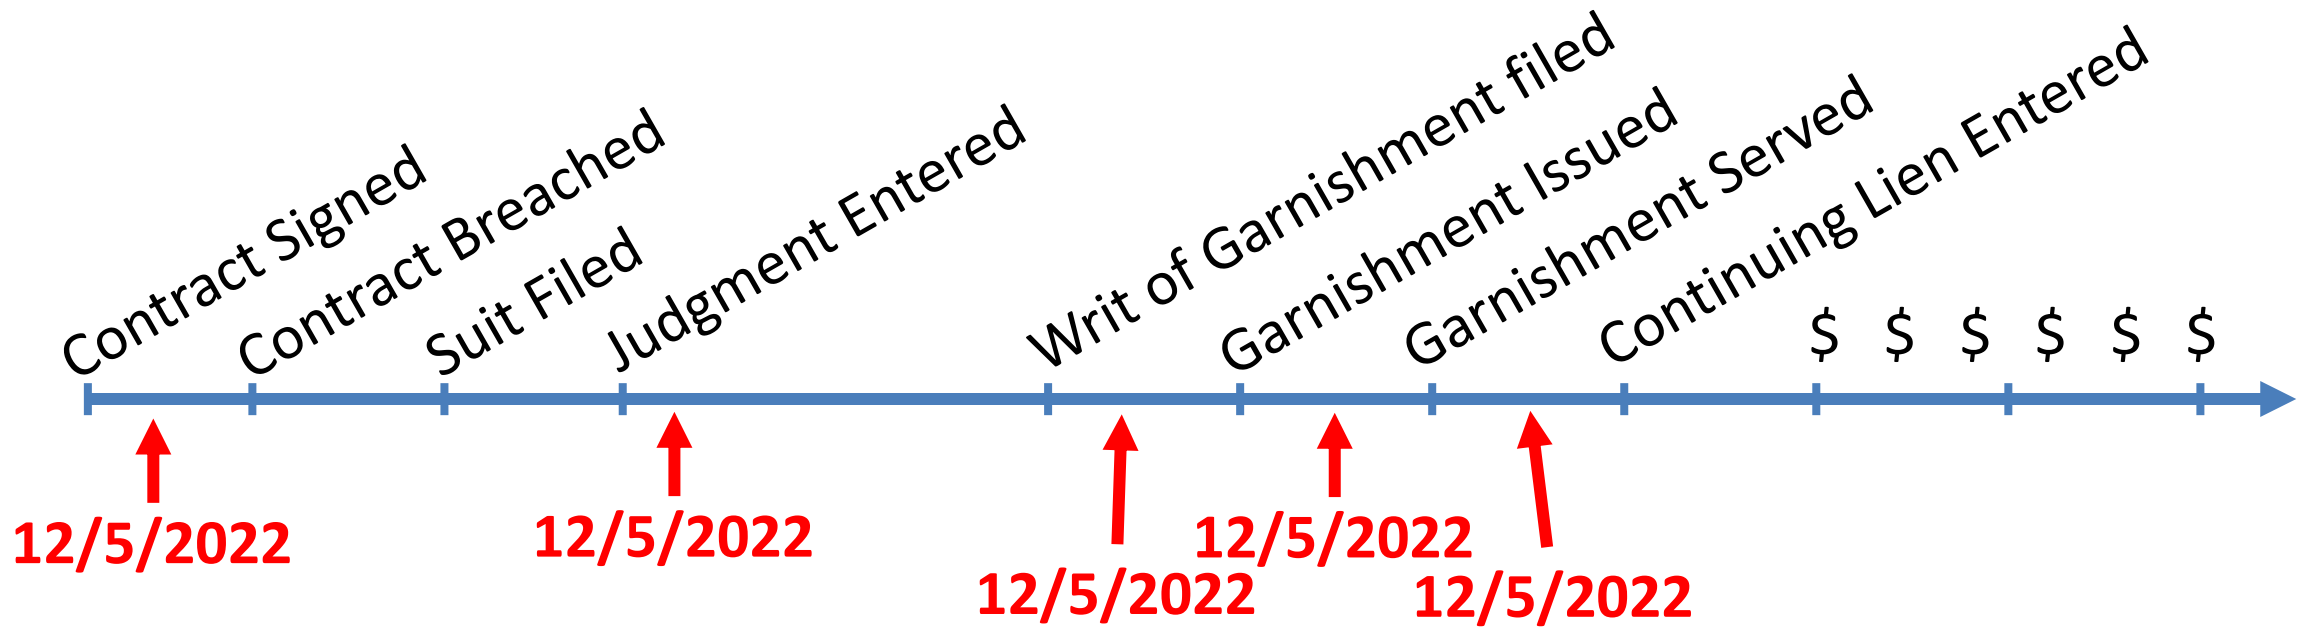 Contract Signed
Contract Breached
Suit Filed
Judgment Entered
Writ of Garnishment filed
Garnishment Issued
Garnishment Served
Continuing Lien Entered
$ $ $ $ $ $
12/5/2022
12/5/2022
12/5/2022
12/5/2022
12/5/2022